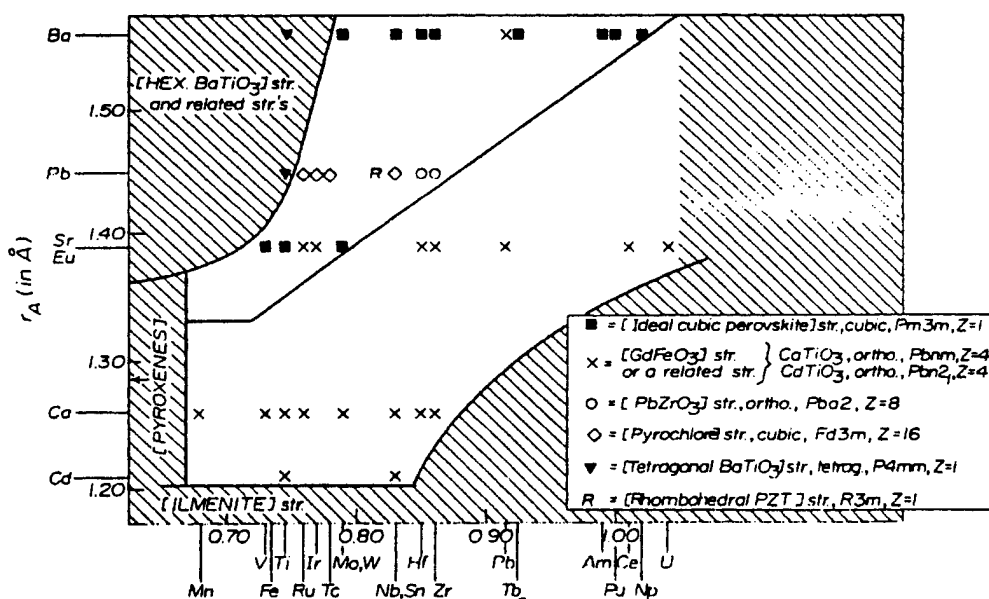 Ba
[HEX. BaTiO3] str.
and related str.'s
1.50
Pb
R
Sr
1.40
Eu
rA (in Å)
[PYROXENES]
■ = [Ideal cubic perovskite] str., cubic, Pm3m, Z=1
× = [GdFeO3] str. or a related str. } CaTiO3, ortho., Pbnm, Z=4
CdTiO3, ortho., Pbn21, Z=4
1.30
○ = [PbZrO3] str., ortho., Pba2, Z=8
Ca
◇ = [Pyrochlore] str., cubic, Fd3m, Z=16
▼ = [Tetragonal BaTiO3] str., tetrag., P4mm, Z=1
Cd
1.20
[ILMENITE] str.
R = [Rhombohedral PZT] str., R3m, Z=1
0.70 0.80 0.90 1.00
V Ti Ir Mo,W Hf Pb Am Ce U
Mn Fe Ru Tc Nb, Sn Zr Tb Pu Np